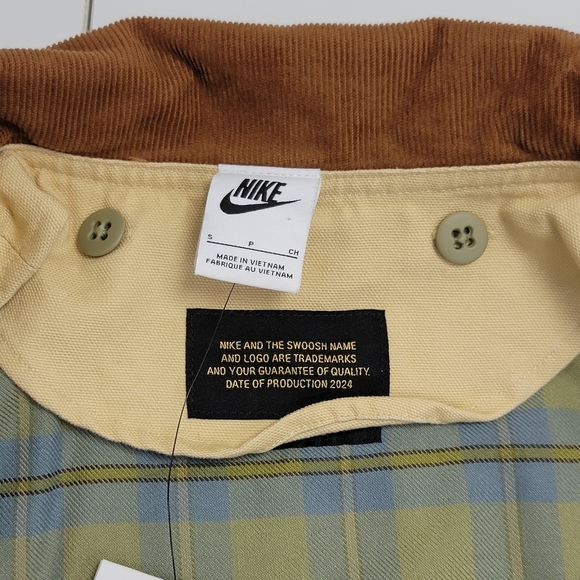 NIKE
S P CH
MADE IN VIETNAM
FABRIQUE AU VIETNAM
NIKE AND THE SWOOSH NAME
AND LOGO ARE TRADEMARKS
AND YOUR GUARANTEE OF QUALITY.
DATE OF PRODUCTION 2024